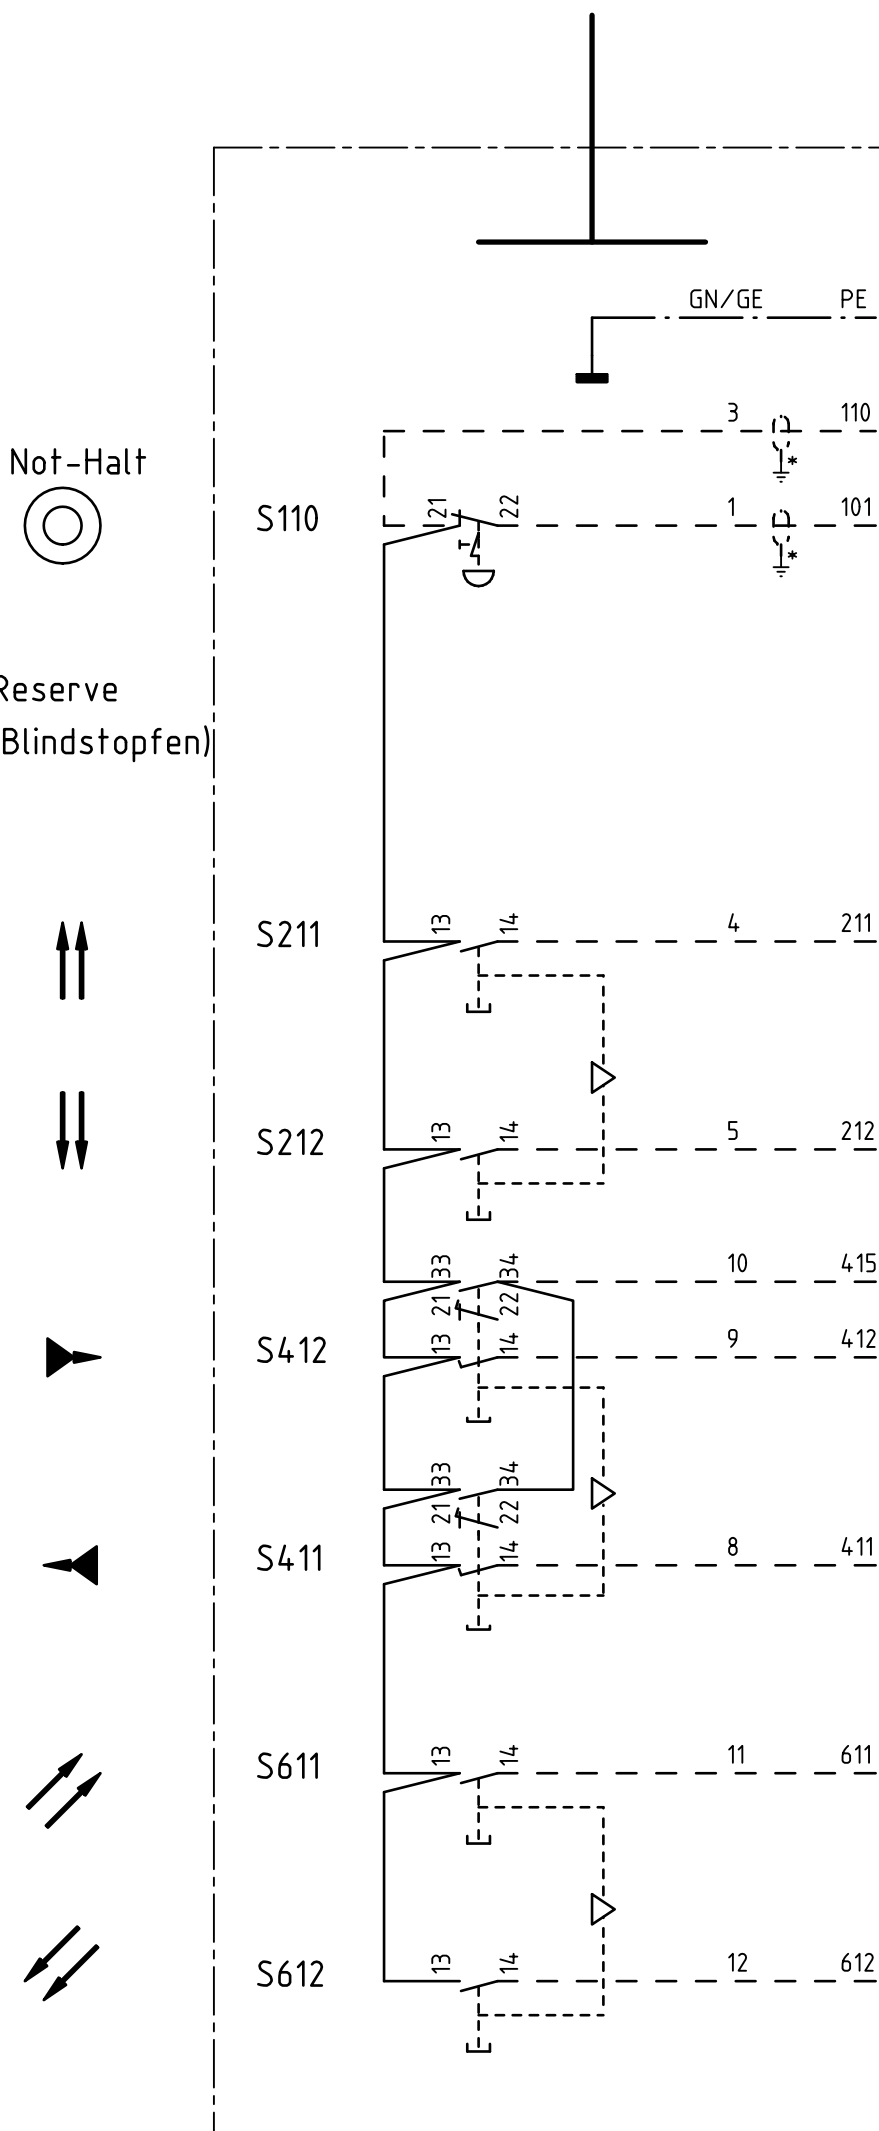 GN/GE PE
3 110
*
Not-Halt
S110 21 22 1 101
*
Reserve
(Blindstopfen)
S211 13 14 4 211
S212 13 14 5 212
33 34 10 415
21 22
S412 13 14 9 412
33 34
21 22
S411 13 14 8 411
S611 13 14 11 611
S612 13 14 12 612